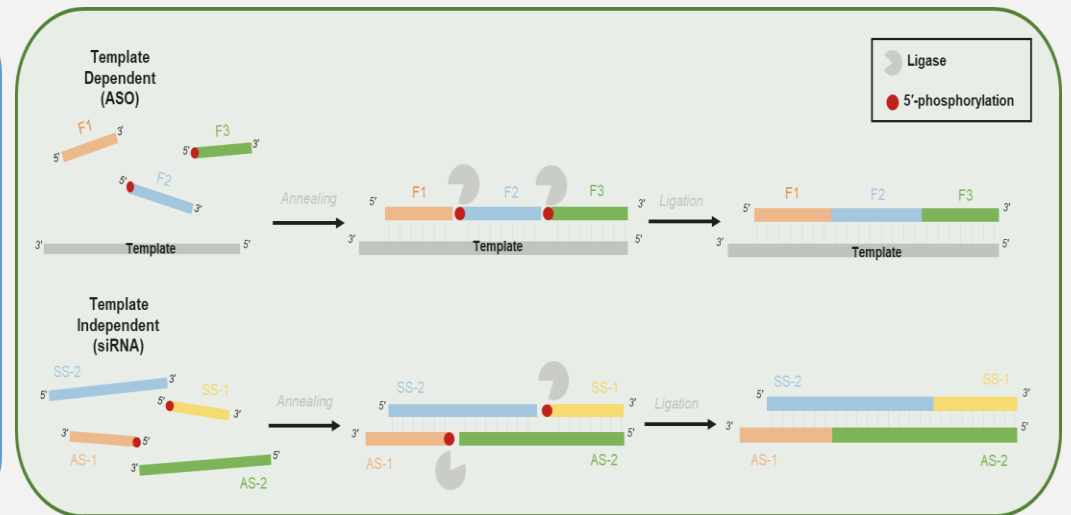 Template
Dependent
(ASO)
Ligase
5′-phosphorylation
F1
3′
5′
5′
F3
3′
5′
F2
3′
3′
Template
5′
Annealing
5′
F1
F2
F3
3′
3′
Template
5′
Ligation
5′
F1
F2
F3
3′
3′
Template
5′
Template
Independent
(siRNA)
SS-2
5′
3′
SS-1
5′
3′
3′
5′
AS-1
3′
5′
AS-2
Annealing
SS-2
SS-1
5′
3′
3′
5′
AS-1
AS-2
Ligation
SS-2
SS-1
5′
3′
3′
5′
AS-1
AS-2